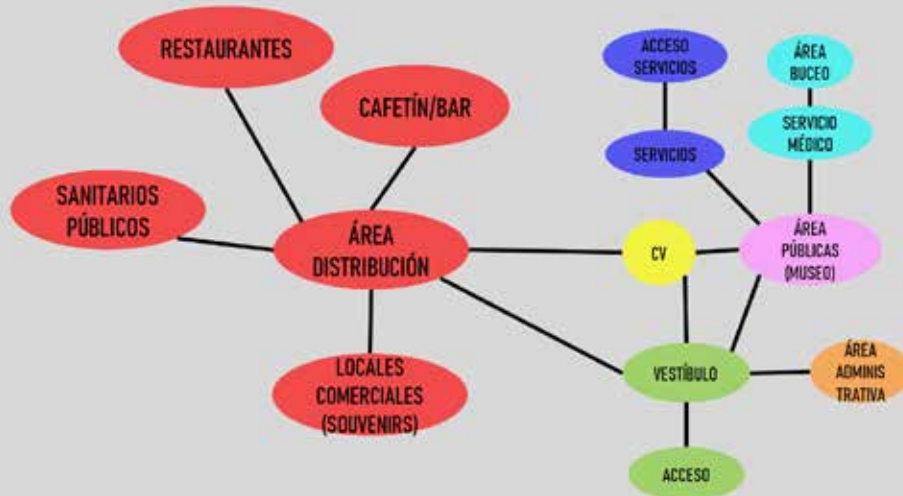 RESTAURANTES
CAFETÍN/BAR
SANITARIOS
PÚBLICOS
ÁREA
DISTRIBUCIÓN
LOCALES
COMERCIALES
(SOUVENIRS)
ACCESO
SERVICIOS
SERVICIOS
ÁREA
BUCEO
SERVICIO
MÉGICO
CV
ÁREA
PÚBLICAS
(MUSEO)
VESTÍBULO
ÁREA
ADMINIS
TRATIVA
ACCESO